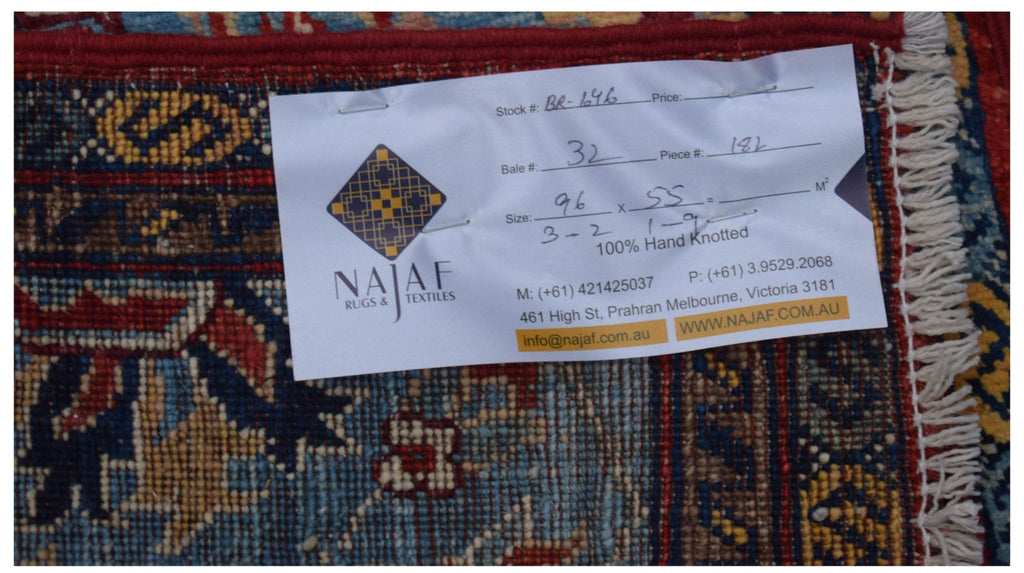 NAJAF
RUGS & TEXTILES
Stock #: BR-646 Price:
Bale #: 32 Piece #: 182
Size: 96 x 55 = M²
3-2 1-9
100% Hand Knotted
M: (+61) 421425037 P: (+61) 3.9529.2068
461 High St, Prahran Melbourne, Victoria 3181
info@najaf.com.au WWW.NAJAF.COM.AU